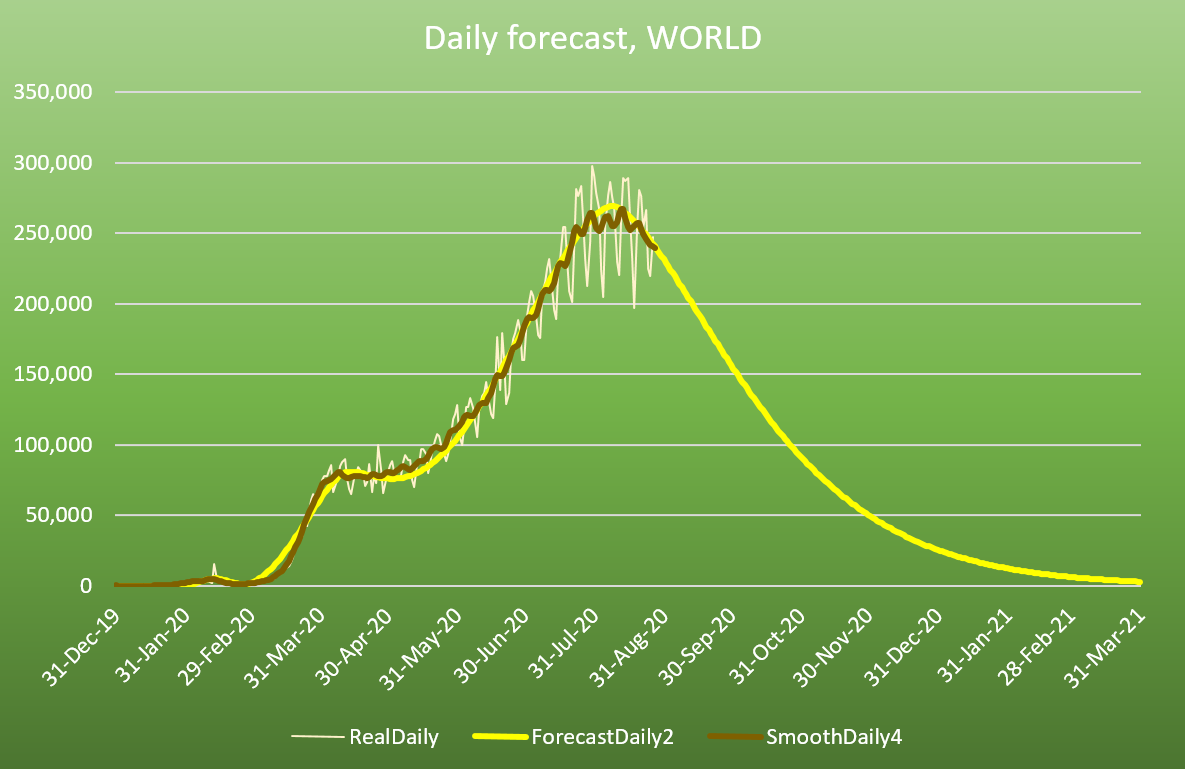 Daily forecast, WORLD
350,000
300,000
250,000
200,000
150,000
100,000
50,000
0
31-Dec-19
31-Jan-20
29-Feb-20
31-Mar-20
30-Apr-20
31-May-20
30-Jun-20
31-Jul-20
31-Aug-20
30-Sep-20
31-Oct-20
30-Nov-20
31-Dec-20
31-Jan-21
28-Feb-21
31-Mar-21
RealDaily
ForecastDaily2
SmoothDaily4